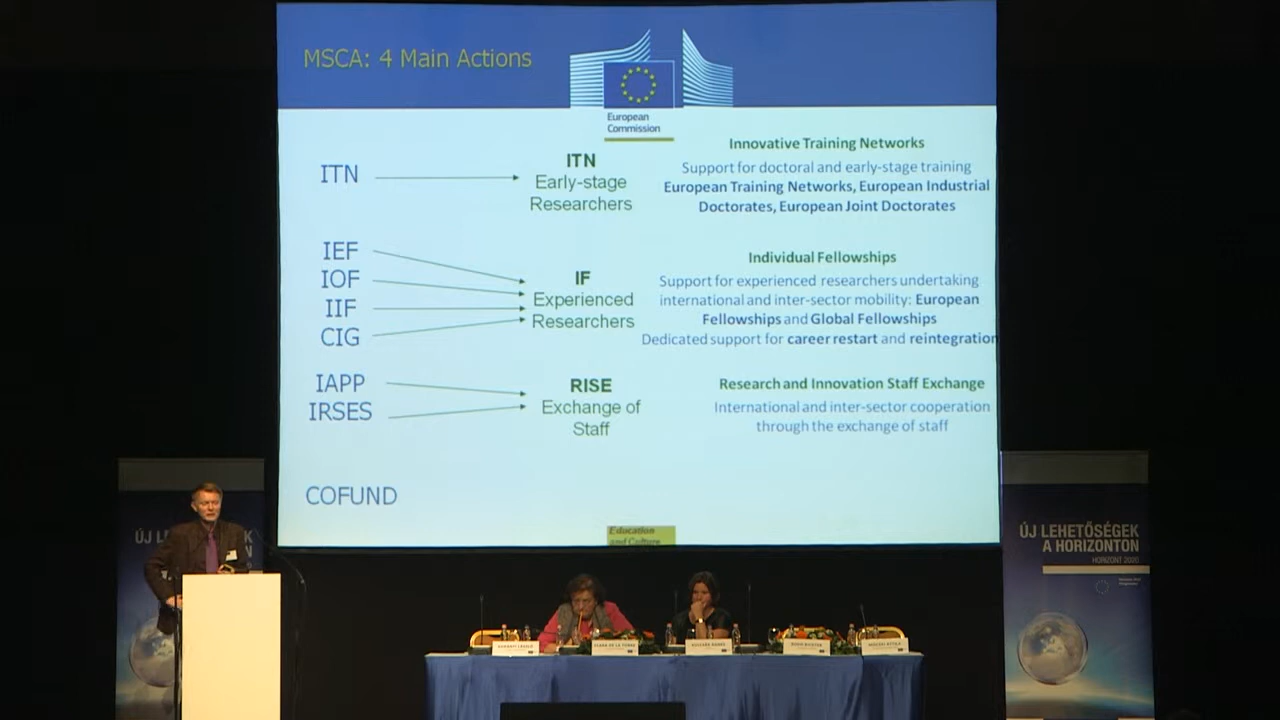 MSCA: 4 Main Actions
European
Commission
ITN
ITN
Early-stage
Researchers
Innovative Training Networks
Support for doctoral and early-stage training
European Training Networks, European Industrial
Doctorates, European Joint Doctorates
IEF
IOF
IIF
CIG
IF
Experienced
Researchers
Individual Fellowships
Support for experienced researchers undertaking
international and inter-sector mobility: European
Fellowships and Global Fellowships
Dedicated support for career restart and reintegration
IAPP
IRSES
RISE
Exchange of
Staff
Research and Innovation Staff Exchange
International and inter-sector cooperation
through the exchange of staff
COFUND
Education
and Culture
ÚJ LEHETŐSÉGEK
A HORIZONTON
HORIZONT 2020